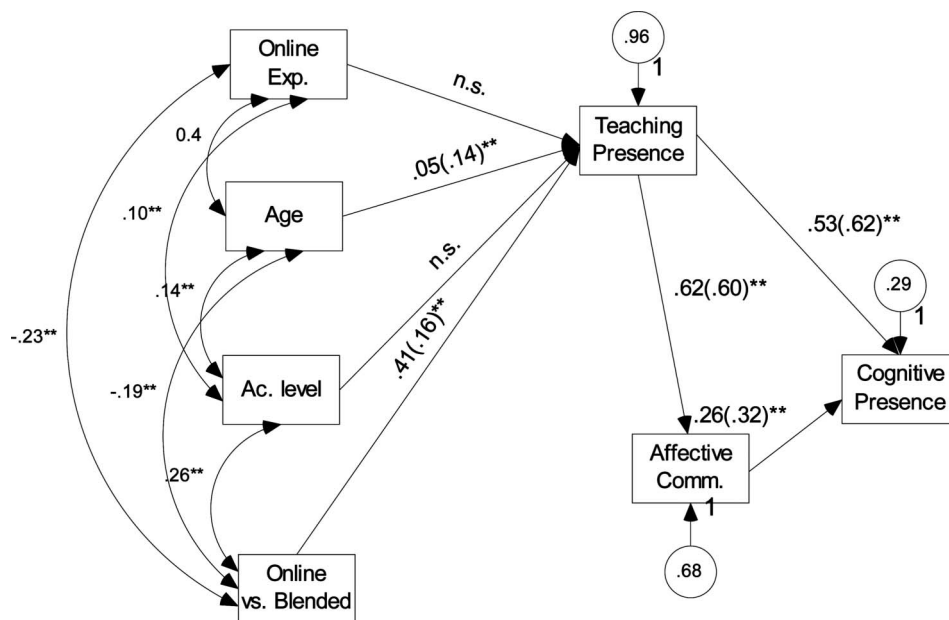 Online
Exp.
.96
1
n.s.
Teaching
Presence
0.4
.05(.14)**
.10**
Age
.53(.62)**
n.s.
.62(.60)**
.14**
.29
1
-.23**
.41(.16)**
-.19**
Ac. level
Cognitive
Presence
.26(.32)**
Affective
Comm.
.26**
1
Online
vs. Blended
.68